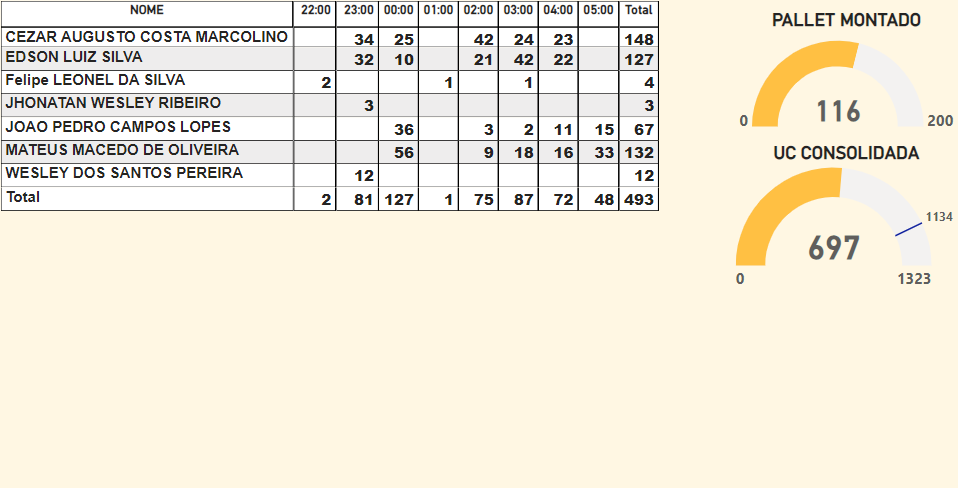 NOME 22:00 23:00 00:00 01:00 02:00 03:00 04:00 05:00 Total
CEZAR AUGUSTO COSTA MARCOLINO 34 25 42 24 23 148
EDSON LUIZ SILVA 32 10 21 42 22 127
Felipe LEONEL DA SILVA 2 1 1 4
JHONATAN WESLEY RIBEIRO 3 3
JOAO PEDRO CAMPOS LOPES 36 3 2 11 15 67
MATEUS MACEDO DE OLIVEIRA 56 9 18 16 33 132
WESLEY DOS SANTOS PEREIRA 12 12
Total 2 81 127 1 75 87 72 48 493
PALLET MONTADO
116
0 200
UC CONSOLIDADA
1134
697
0 1323